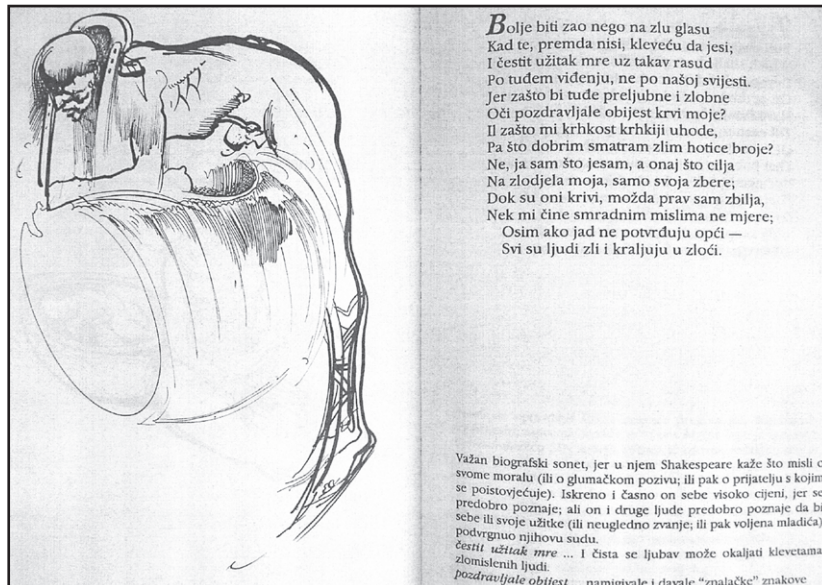 Bolje biti zao nego na zlu glasu
Kad te, premda nisi, kleveću da jesi;
I čestit užitak mre uz takav rasud
Po tuđem viđenju, ne po našoj svijesti.
Jer zašto bi tuđe preljubne i zlobne
Oči pozdravljale obijest krvi moje?
Il zašto mi krhkost krhkiji uhode,
Pa što dobrim smatram zlim hotice broje?
Ne, ja sam što jesam, a onaj što cilja
Na zlodjela moja, samo svoja zbere;
Dok su oni krivi, možda prav sam zbilja,
Nek mi čine smradnim mislima ne mjere;
Osim ako jad ne potvrđuju opći —
Svi su ljudi zli i kraljuju u zloći.
Važan biografski sonet, jer u njem Shakespeare kaže što misli o
svome moralu (ili o glumačkom pozivu; ili pak o prijatelju s kojim
se poistovjećuje). Iskreno i časno on sebe visoko cijeni, jer se
predobro poznaje; ali on i druge ljude predobro poznaje da bi
sebe ili svoje užitke (ili neugledno zvanje; ili pak voljena mladića)
podvrgnuo njihovu sudu.
čestit užitak mre ... I čista se ljubav može okaljati klevetama
zlomislenih ljudi.
pozdravljale obijest namigivale i davale “znalačke” znakove